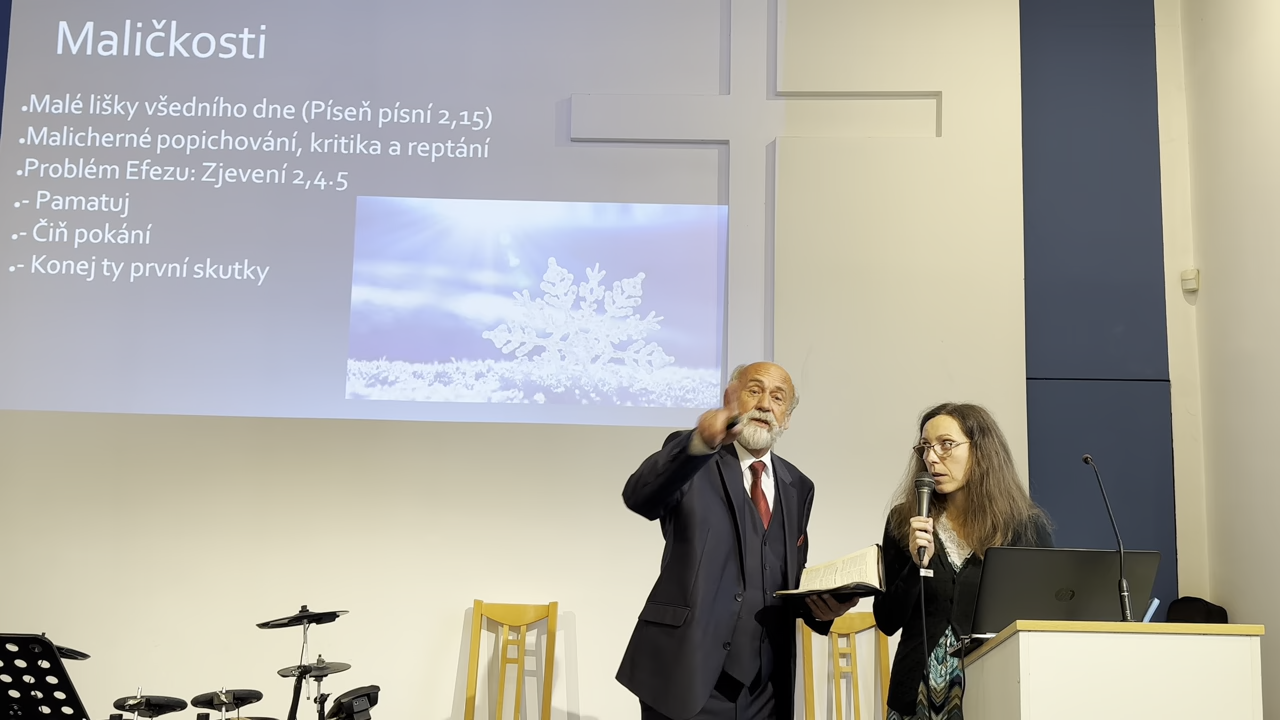 Maličkosti
•Malé lišky všedního dne (Píseň písní 2,15)
•Malicherné popichování, kritika a reptání
•Problém Efezu: Zjevení 2,4.5
•- Pamatuj
•- Čiň pokání
•- Konej ty první skutky